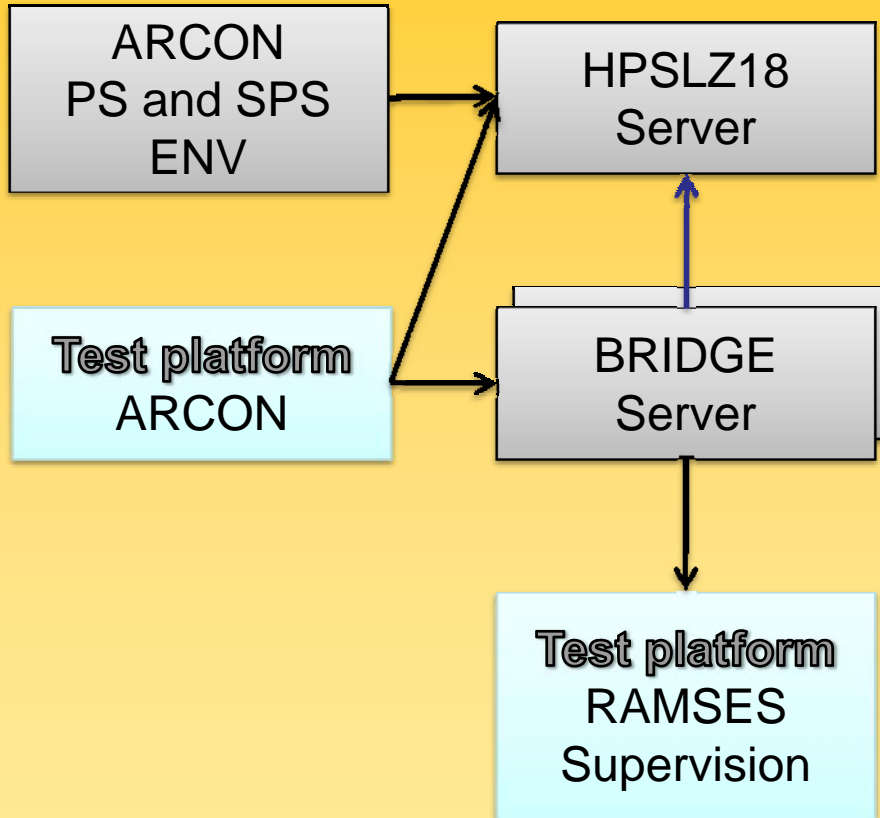 ARCON
PS and SPS
ENV
HPSLZ18
Server
Test platform
ARCON
BRIDGE
Server
Test platform
RAMSES
Supervision